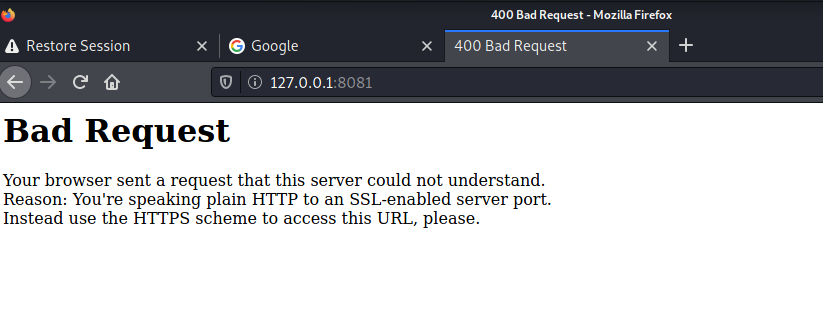 400 Bad Request - Mozilla Firefox
Restore Session
Google
400 Bad Request
127.0.0.1:8081
Bad Request
Your browser sent a request that this server could not understand.
Reason: You're speaking plain HTTP to an SSL-enabled server port.
Instead use the HTTPS scheme to access this URL, please.